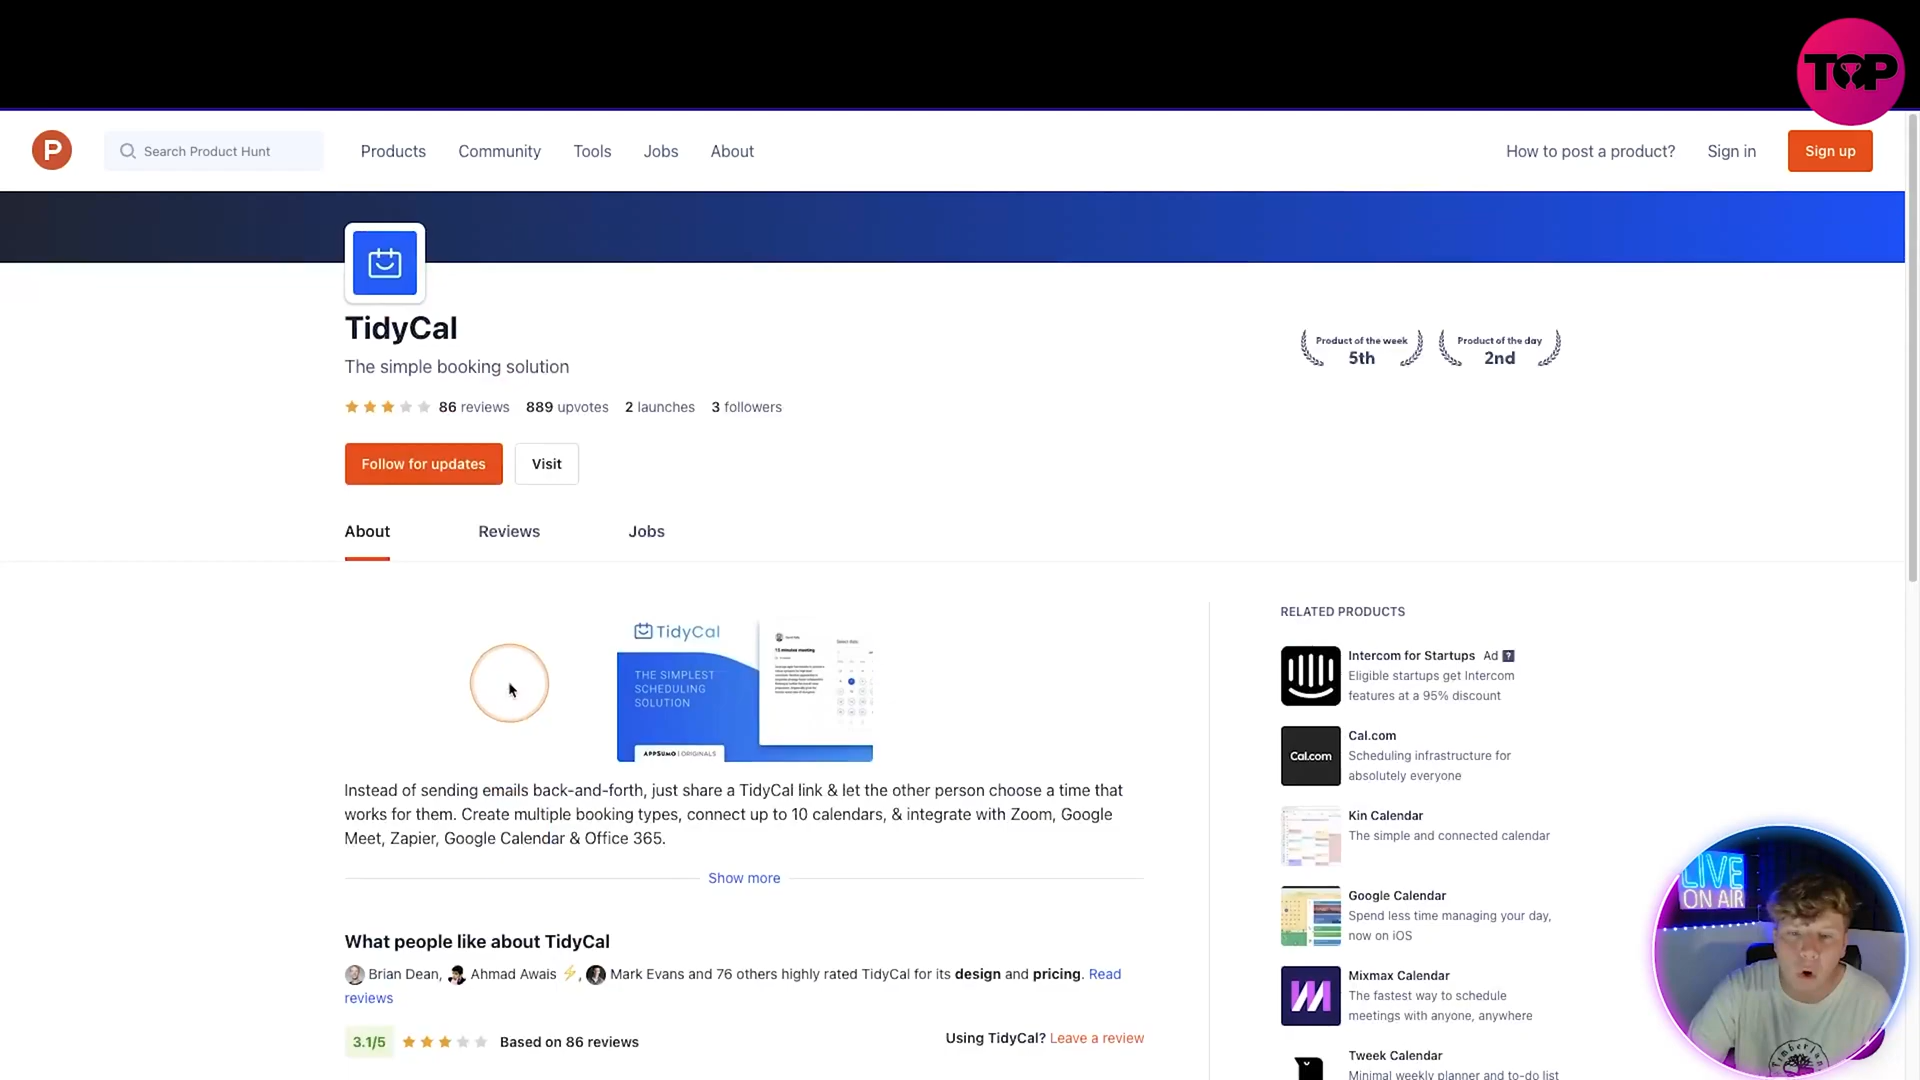 TOP
P
Search Product Hunt
Products
Community
Tools
Jobs
About
How to post a product?
Sign in
Sign up
TidyCal
The simple booking solution
86 reviews
889 upvotes
2 launches
3 followers
Product of the week
5th
Product of the day
2nd
Follow for updates
Visit
About
Reviews
Jobs
TidyCal
THE SIMPLEST
SCHEDULING
SOLUTION
APPSUMO | ORIGINALS
Instead of sending emails back-and-forth, just share a TidyCal link & let the other person choose a time that
works for them. Create multiple booking types, connect up to 10 calendars, & integrate with Zoom, Google
Meet, Zapier, Google Calendar & Office 365.
Show more
What people like about TidyCal
Brian Dean, Ahmad Awais ⚡, Mark Evans and 76 others highly rated TidyCal for its design and pricing. Read
reviews
3.1/5
Based on 86 reviews
Using TidyCal? Leave a review
RELATED PRODUCTS
Intercom for Startups Ad ?
Eligible startups get Intercom
features at a 95% discount
Cal.com
Cal.com
Scheduling infrastructure for
absolutely everyone
Kin Calendar
The simple and connected calendar
Google Calendar
Spend less time managing your day,
now on iOS
Mixmax Calendar
The fastest way to schedule
meetings with anyone, anywhere
Tweek Calendar
Minimal weekly planner and to-do list
LIVE
ON AIR
Timberland